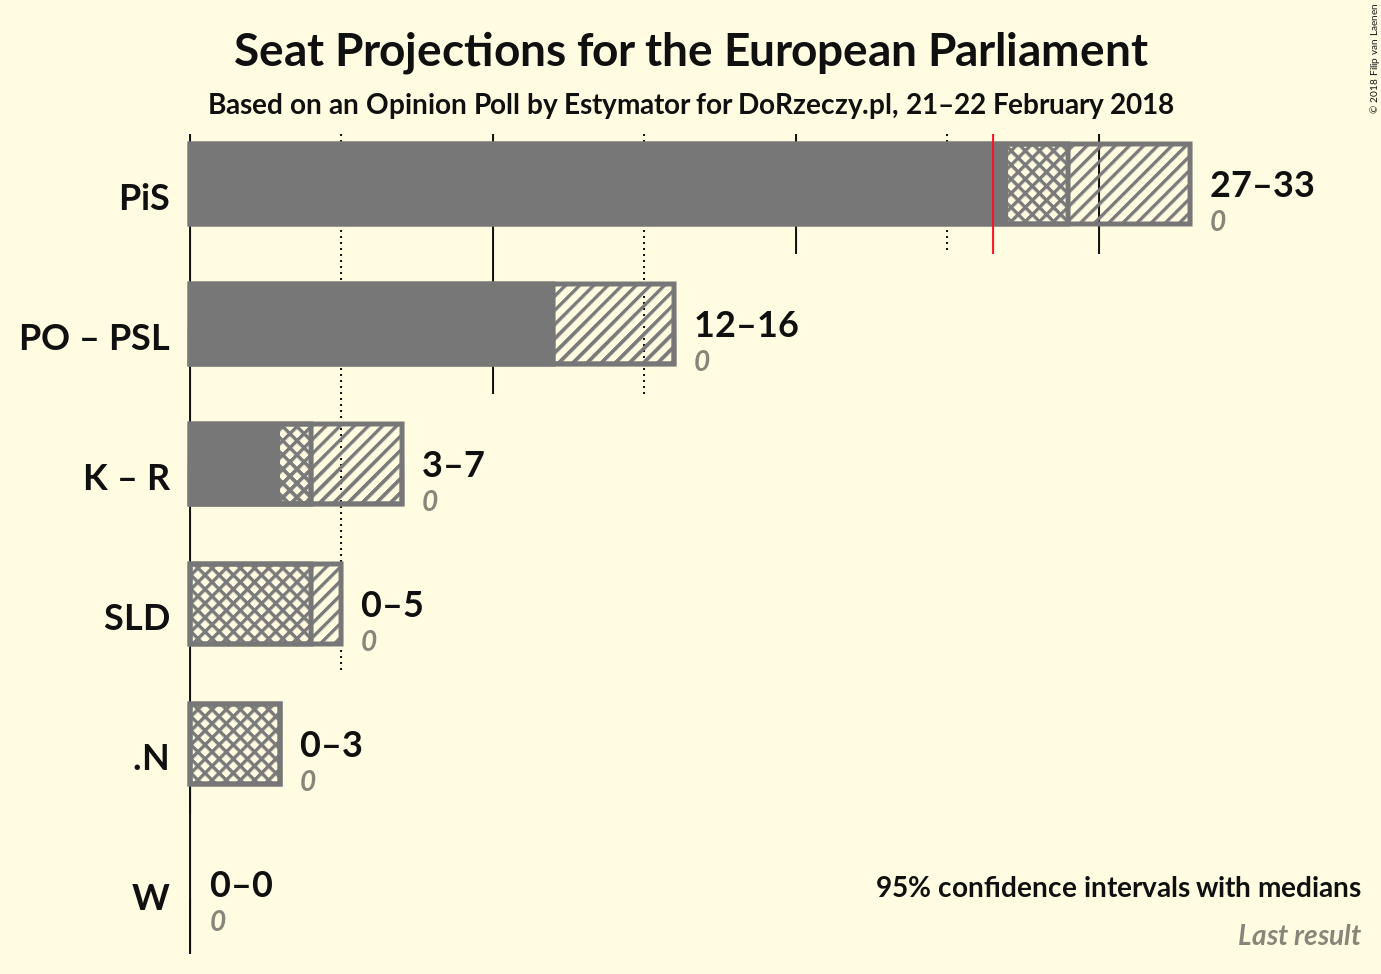 Seat Projections for the European Parliament
Based on an Opinion Poll by Estymator for DoRzeczy.pl, 21–22 February 2018
© 2018 Filip van Laenen
PiS
27–33
0
PO – PSL
12–16
0
K – R
3–7
0
SLD
0–5
0
.N
0–3
0
W
0–0
0
95% confidence intervals with medians
Last result